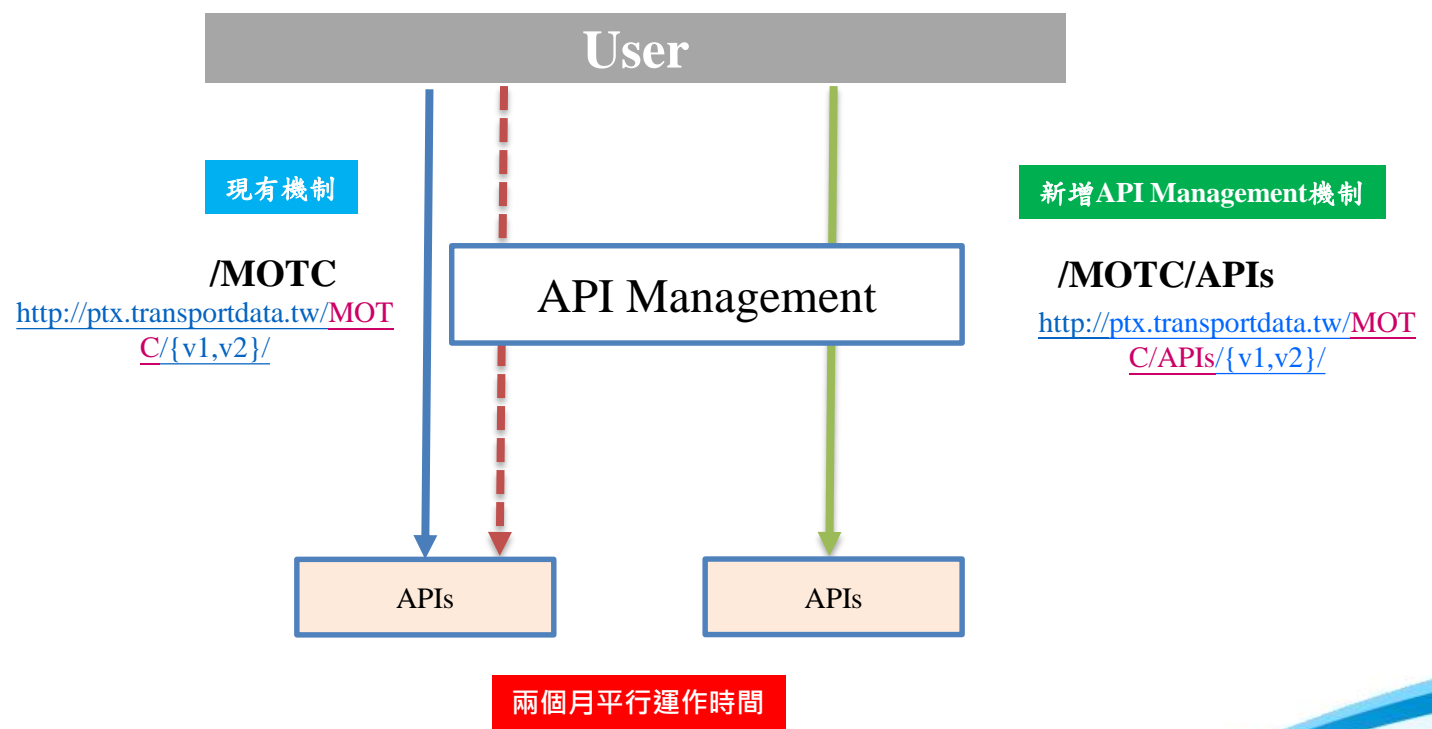 User
現有機制
新增API Management機制
/MOTC
http://ptx.transportdata.tw/MOT
C/{v1,v2}/
API Management
/MOTC/APIs
http://ptx.transportdata.tw/MOT
C/APIs/{v1,v2}/
APIs
APIs
兩個月平行運作時間